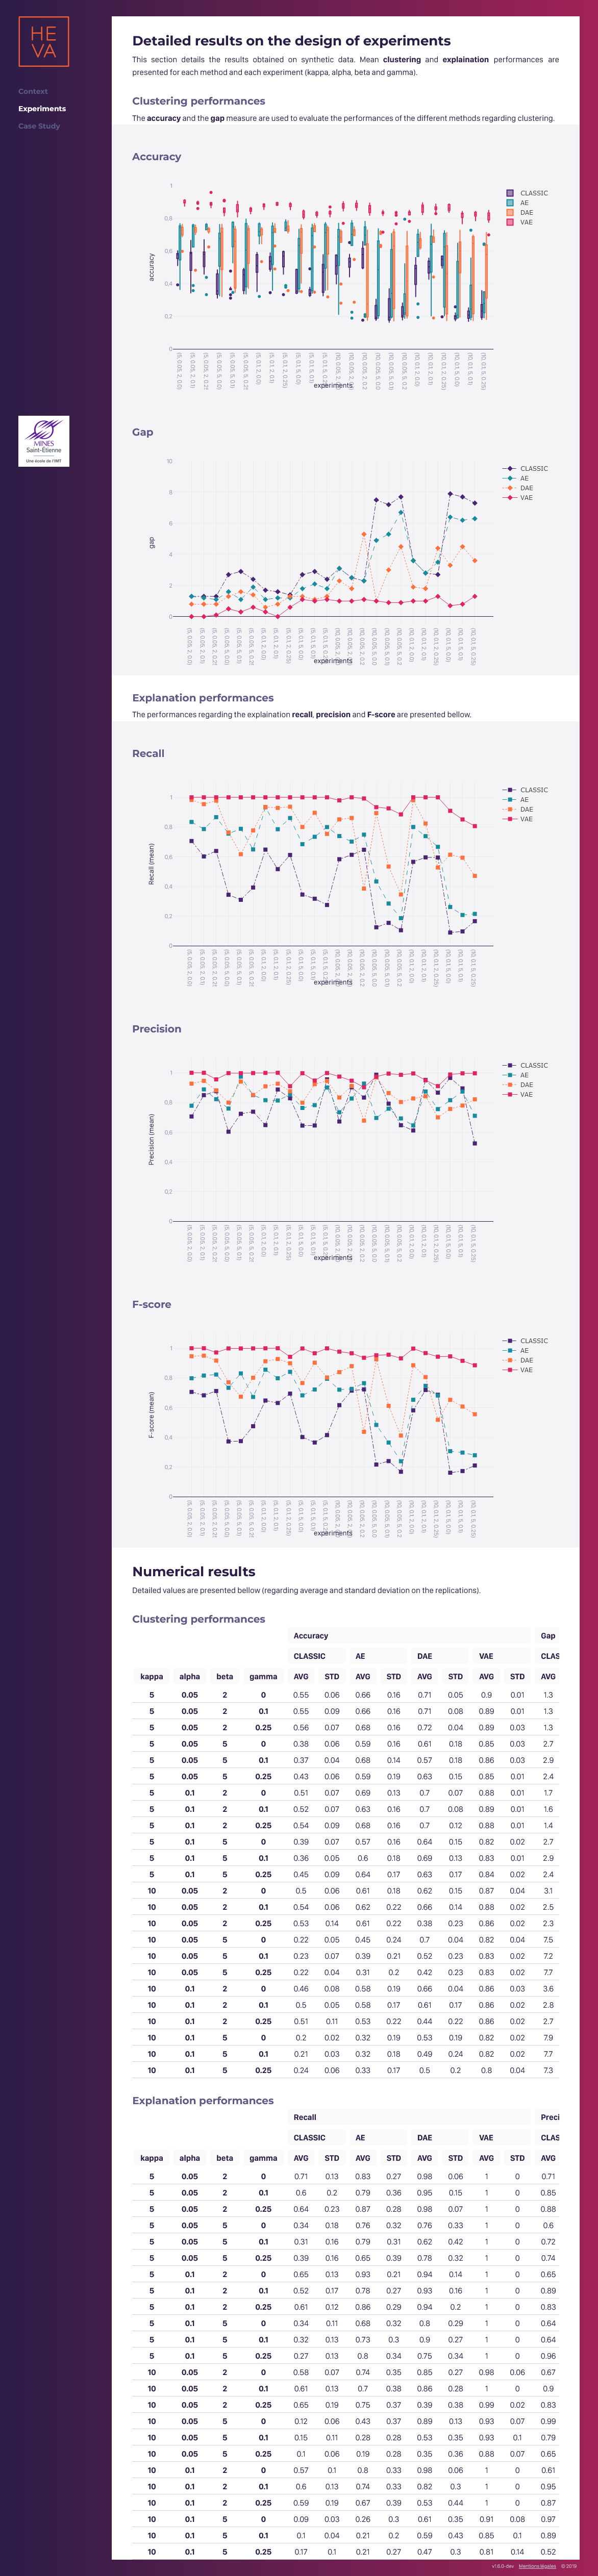 HE
VA
Context
Experiments
Case Study
MINES
Saint-Étienne
Une école de l'IMT
Detailed results on the design of experiments
This section details the results obtained on synthetic data. Mean clustering and explaination performances are
presented for each method and each experiment (kappa, alpha, beta and gamma).
Clustering performances
The accuracy and the gap measure are used to evaluate the performances of the different methods regarding clustering.
Accuracy
CLASSIC
AE
DAE
VAE
accuracy
1
0,8
0,6
0,4
0,2
0
experiments
Gap
CLASSIC
AE
DAE
VAE
gap
10
8
6
4
2
0
experiments
Explanation performances
The performances regarding the explaination recall, precision and F-score are presented bellow.
Recall
CLASSIC
AE
DAE
VAE
Recall (mean)
1
0,8
0,6
0,4
0,2
0
experiments
Precision
CLASSIC
AE
DAE
VAE
Precision (mean)
1
0,8
0,6
0,4
0,2
0
experiments
F-score
CLASSIC
AE
DAE
VAE
F-score (mean)
1
0,8
0,6
0,4
0,2
0
experiments
Numerical results
Detailed values are presented bellow (regarding average and standard deviation on the replications).
Clustering performances
Accuracy Gap
CLASSIC AE DAE VAE CLAS
kappa alpha beta gamma AVG STD AVG STD AVG STD AVG STD AVG
5 0.05 2 0 0.55 0.06 0.66 0.16 0.71 0.05 0.9 0.01 1.3
5 0.05 2 0.1 0.55 0.09 0.66 0.16 0.71 0.08 0.89 0.01 1.3
5 0.05 2 0.25 0.56 0.07 0.68 0.16 0.72 0.04 0.89 0.03 1.3
5 0.05 5 0 0.38 0.06 0.59 0.16 0.61 0.18 0.85 0.03 2.7
5 0.05 5 0.1 0.37 0.04 0.68 0.14 0.57 0.18 0.86 0.03 2.9
5 0.05 5 0.25 0.43 0.06 0.59 0.19 0.63 0.15 0.85 0.01 2.4
5 0.1 2 0 0.51 0.07 0.69 0.13 0.7 0.07 0.88 0.01 1.7
5 0.1 2 0.1 0.52 0.07 0.63 0.16 0.7 0.08 0.89 0.01 1.6
5 0.1 2 0.25 0.54 0.09 0.68 0.16 0.7 0.12 0.88 0.01 1.4
5 0.1 5 0 0.39 0.07 0.57 0.16 0.64 0.15 0.82 0.02 2.7
5 0.1 5 0.1 0.36 0.05 0.6 0.18 0.69 0.13 0.83 0.01 2.9
5 0.1 5 0.25 0.45 0.09 0.64 0.17 0.63 0.17 0.84 0.02 2.4
10 0.05 2 0 0.5 0.06 0.61 0.18 0.62 0.15 0.87 0.04 3.1
10 0.05 2 0.1 0.54 0.06 0.62 0.22 0.66 0.14 0.88 0.02 2.5
10 0.05 2 0.25 0.53 0.14 0.61 0.22 0.38 0.23 0.86 0.02 2.3
10 0.05 5 0 0.22 0.05 0.45 0.24 0.7 0.04 0.82 0.04 7.5
10 0.05 5 0.1 0.23 0.07 0.39 0.21 0.52 0.23 0.83 0.02 7.2
10 0.05 5 0.25 0.22 0.04 0.31 0.2 0.42 0.23 0.83 0.02 7.7
10 0.1 2 0 0.46 0.08 0.58 0.19 0.66 0.04 0.86 0.03 3.6
10 0.1 2 0.1 0.5 0.05 0.58 0.17 0.61 0.17 0.86 0.02 2.8
10 0.1 2 0.25 0.51 0.11 0.53 0.22 0.44 0.22 0.86 0.02 2.7
10 0.1 5 0 0.2 0.02 0.32 0.19 0.53 0.19 0.82 0.02 7.9
10 0.1 5 0.1 0.21 0.03 0.32 0.18 0.49 0.24 0.82 0.02 7.7
10 0.1 5 0.25 0.24 0.06 0.33 0.17 0.5 0.2 0.8 0.04 7.3
Explanation performances
Recall Preci
CLASSIC AE DAE VAE CLAS
kappa alpha beta gamma AVG STD AVG STD AVG STD AVG STD AVG
5 0.05 2 0 0.71 0.13 0.83 0.27 0.98 0.06 1 0 0.71
5 0.05 2 0.1 0.6 0.2 0.79 0.36 0.95 0.15 1 0 0.85
5 0.05 2 0.25 0.64 0.23 0.87 0.28 0.98 0.07 1 0 0.88
5 0.05 5 0 0.34 0.18 0.76 0.32 0.76 0.33 1 0 0.6
5 0.05 5 0.1 0.31 0.16 0.79 0.31 0.62 0.42 1 0 0.72
5 0.05 5 0.25 0.39 0.16 0.65 0.39 0.78 0.32 1 0 0.74
5 0.1 2 0 0.65 0.13 0.93 0.21 0.94 0.14 1 0 0.65
5 0.1 2 0.1 0.52 0.17 0.78 0.27 0.93 0.16 1 0 0.89
5 0.1 2 0.25 0.61 0.12 0.86 0.29 0.94 0.2 1 0 0.83
5 0.1 5 0 0.34 0.11 0.68 0.32 0.8 0.29 1 0 0.64
5 0.1 5 0.1 0.32 0.13 0.73 0.3 0.9 0.27 1 0 0.64
5 0.1 5 0.25 0.27 0.13 0.8 0.34 0.75 0.34 1 0 0.96
10 0.05 2 0 0.58 0.07 0.74 0.35 0.85 0.27 0.98 0.06 0.67
10 0.05 2 0.1 0.61 0.13 0.7 0.38 0.86 0.28 1 0 0.9
10 0.05 2 0.25 0.65 0.19 0.75 0.37 0.39 0.38 0.99 0.02 0.83
10 0.05 5 0 0.12 0.06 0.43 0.37 0.89 0.13 0.93 0.07 0.99
10 0.05 5 0.1 0.15 0.11 0.28 0.28 0.53 0.35 0.93 0.1 0.79
10 0.05 5 0.25 0.1 0.06 0.19 0.28 0.35 0.36 0.88 0.07 0.65
10 0.1 2 0 0.57 0.1 0.8 0.33 0.98 0.06 1 0 0.61
10 0.1 2 0.1 0.6 0.13 0.74 0.33 0.82 0.3 1 0 0.95
10 0.1 2 0.25 0.59 0.19 0.67 0.39 0.53 0.44 1 0 0.87
10 0.1 5 0 0.09 0.03 0.26 0.3 0.61 0.35 0.91 0.08 0.97
10 0.1 5 0.1 0.1 0.04 0.21 0.2 0.59 0.43 0.85 0.1 0.89
10 0.1 5 0.25 0.17 0.1 0.21 0.27 0.47 0.3 0.81 0.14 0.52
v1.6.0-dev Mentions légales © 2019